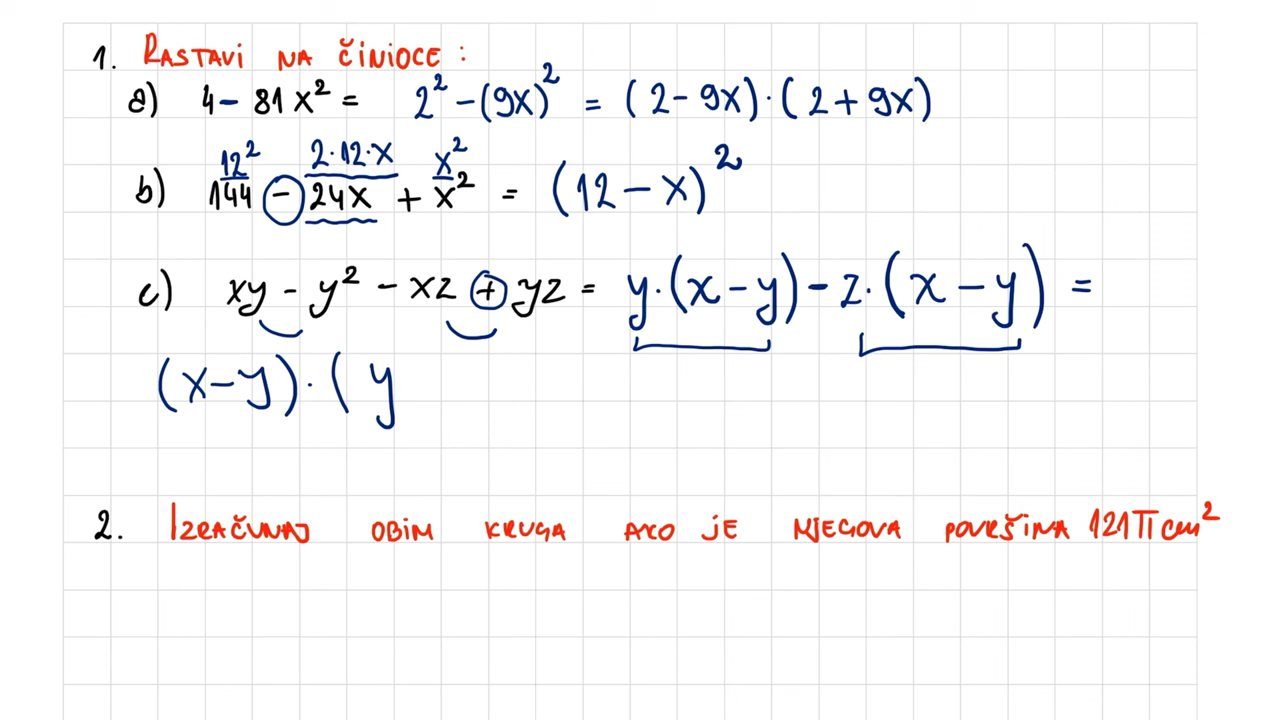 1. RASTAVI NA ČINIOCE:
a) 4 - 81x² = 2² - (9x)² = (2 - 9x)·(2 + 9x)
12² 2·12·x x²
b) 144 - 24x + x² = (12 - x)²
c) xy - y² - xz + yz = y·(x - y) - z·(x - y) =
(x - y)·( y
2. IZRAČUNAJ OBIM KRUGA AKO JE NJEGOVA POVRŠINA 121π cm²